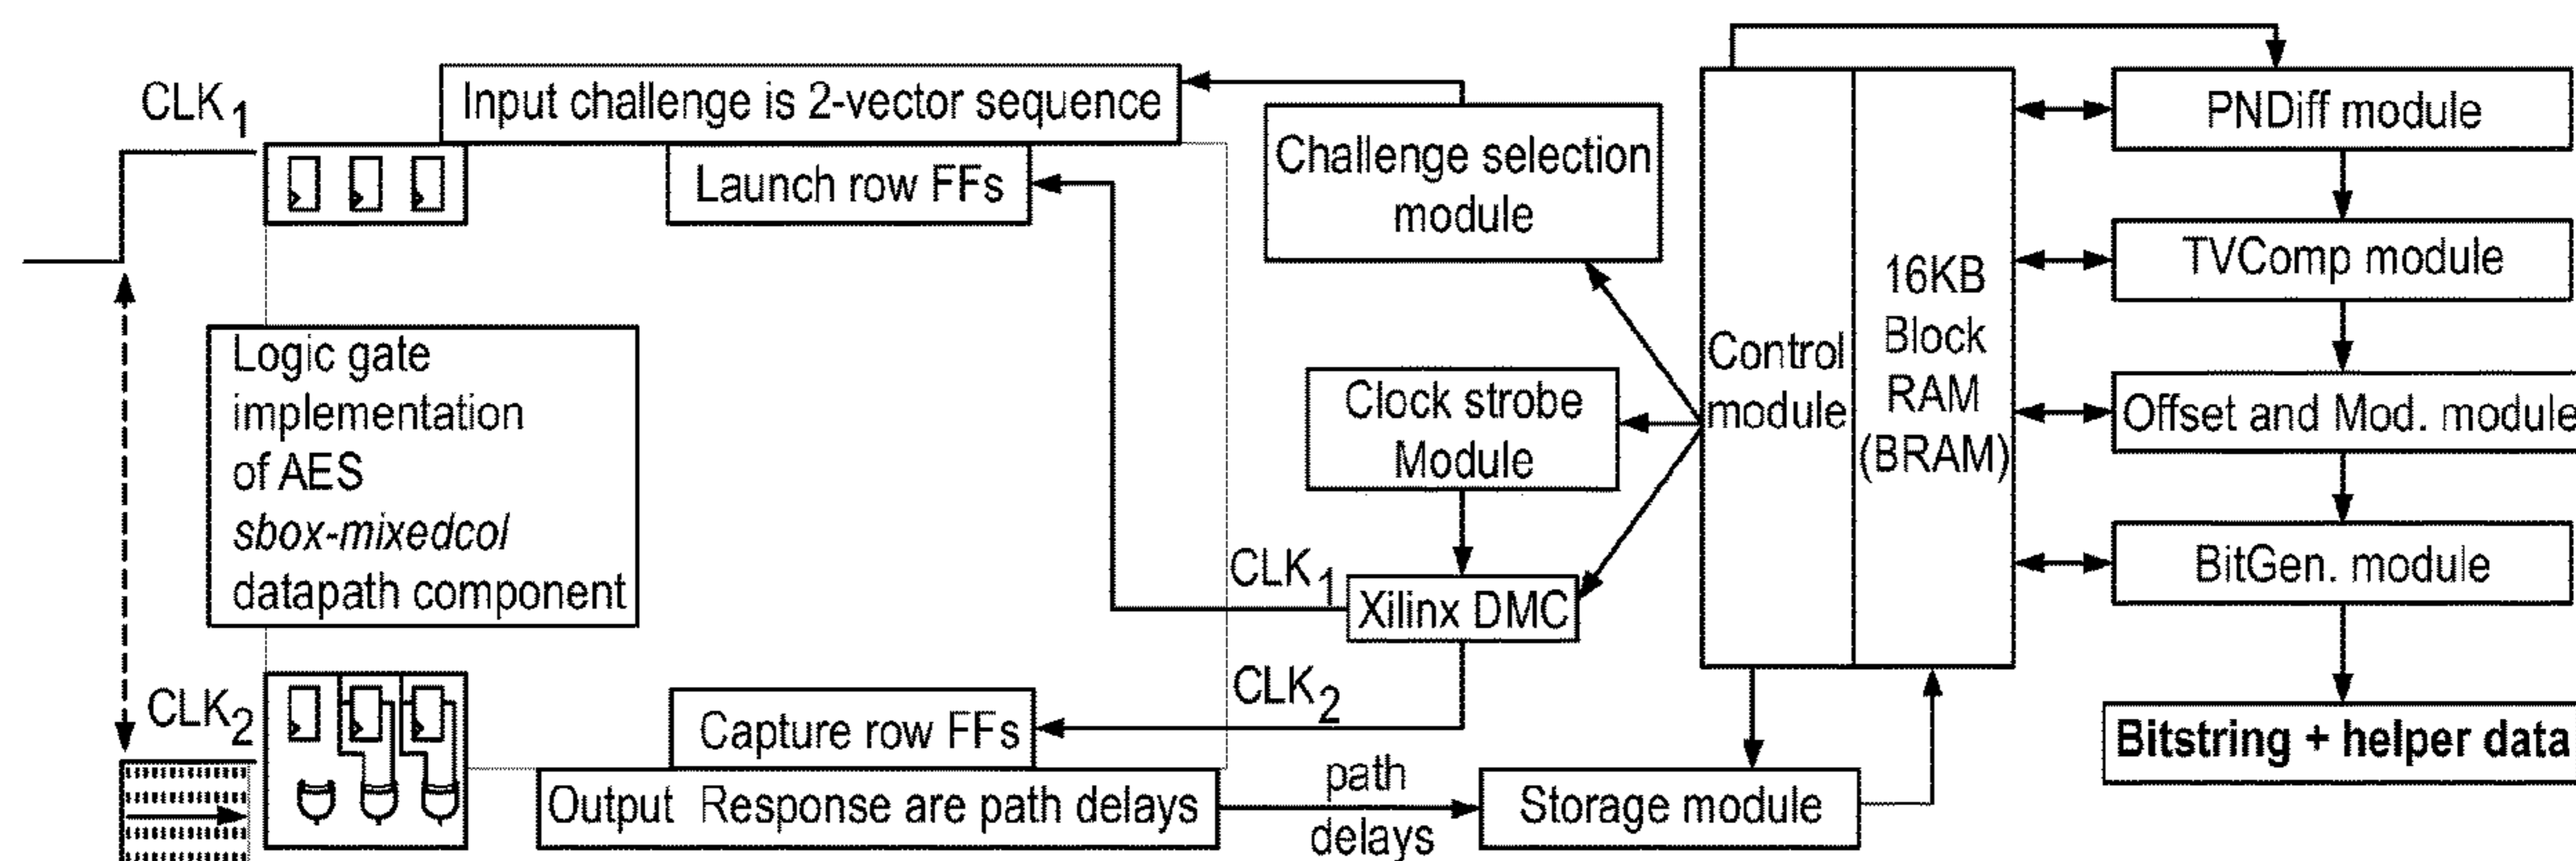 CLK1
Input challenge is 2-vector sequence
Launch row FFs
Challenge selection
module
Logic gate
implementation
of AES
sbox-mixedcol
datapath component
Clock strobe
Module
CLK1
Xilinx DMC
CLK2
CLK2
Capture row FFs
Output Response are path delays
path
delays
Storage module
Control
module
16KB
Block
RAM
(BRAM)
PNDiff module
TVComp module
Offset and Mod. module
BitGen. module
Bitstring + helper data